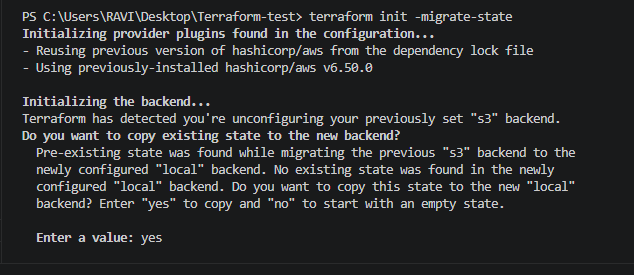 PS C:\Users\RAVI\Desktop\Terraform-test> terraform init -migrate-state
Initializing provider plugins found in the configuration...
- Reusing previous version of hashicorp/aws from the dependency lock file
- Using previously-installed hashicorp/aws v6.50.0
Initializing the backend...
Terraform has detected you're unconfiguring your previously set "s3" backend.
Do you want to copy existing state to the new backend?
Pre-existing state was found while migrating the previous "s3" backend to the
newly configured "local" backend. No existing state was found in the newly
configured "local" backend. Do you want to copy this state to the new "local"
backend? Enter "yes" to copy and "no" to start with an empty state.
Enter a value: yes